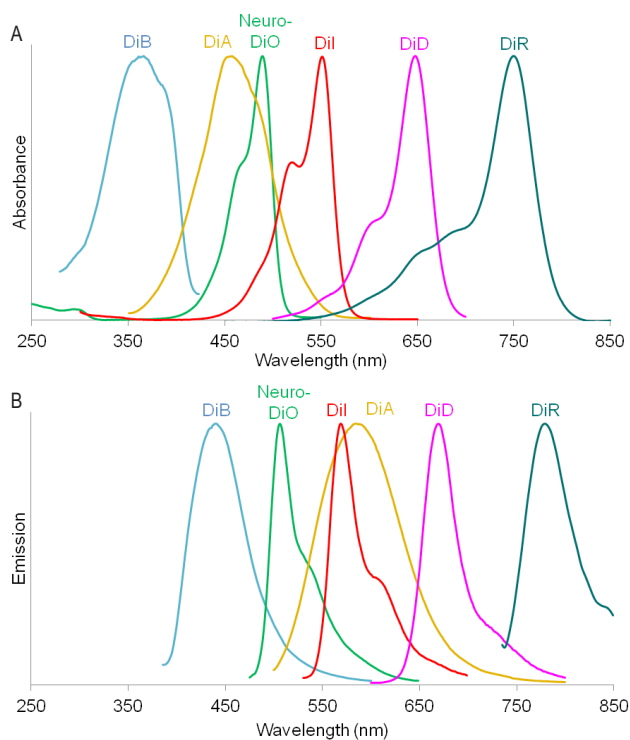 A
DiB
DiA
Neuro-
DiO
DiI
DiD
DiR
Absorbance
250
350
450
550
650
750
850
Wavelength (nm)
B
DiB
Neuro-
DiO
DiI
DiA
DiD
DiR
Emission
250
350
450
550
650
750
850
Wavelength (nm)